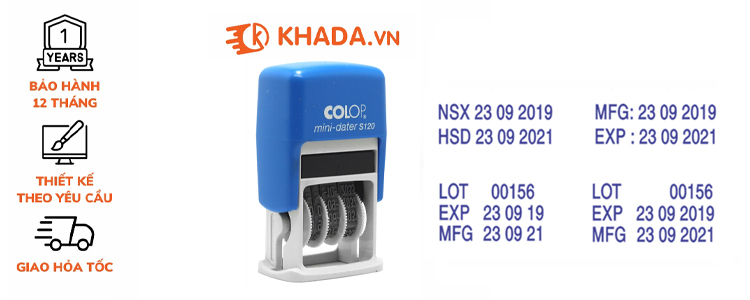 1
YEARS
BẢO HÀNH
12 THÁNG
THIẾT KẾ
THEO YÊU CẦU
GIAO HỎA TỐC
KHADA.VN
COLOP
mini-dater S120
NSX 23 09 2019
HSD 23 09 2021
MFG: 23 09 2019
EXP : 23 09 2021
LOT 00156
EXP 23 09 19
MFG 23 09 21
LOT 00156
EXP 23 09 2019
MFG 23 09 2021